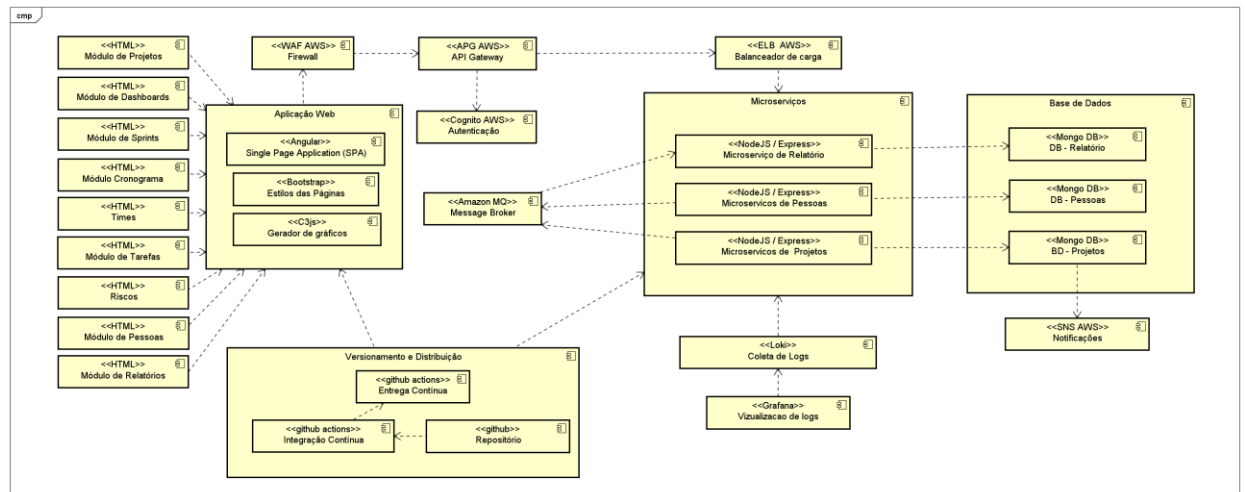 cmp
<<HTML>>
Módulo de Projetos
<<HTML>>
Módulo de Dashboards
<<HTML>>
Módulo de Sprints
<<HTML>>
Módulo Cronograma
<<HTML>>
Times
<<HTML>>
Módulo de Tarefas
<<HTML>>
Riscos
<<HTML>>
Módulo de Pessoas
<<HTML>>
Módulo de Relatórios
<<WAF AWS>>
Firewall
<<APG AWS>>
API Gateway
<<ELB AWS>>
Balanceador de carga
<<Cognito AWS>>
Autenticação
Aplicação Web
<<Angular>>
Single Page Application (SPA)
<<Bootstrap>>
Estilos das Páginas
<<C3js>>
Gerador de gráficos
<<Amazon MQ>>
Message Broker
Microserviços
<<NodeJS / Express>>
Microserviço de Relatório
<<NodeJS / Express>>
Microservicos de Pessoas
<<NodeJS / Express>>
Microservicos de Projetos
Base de Dados
<<Mongo DB>>
DB - Relatório
<<Mongo DB>>
DB - Pessoas
<<Mongo DB>>
BD - Projetos
<<SNS AWS>>
Notificações
<<Loki>>
Coleta de Logs
<<Grafana>>
Vizualizacao de logs
Versionamento e Distribuição
<<github actions>>
Entrega Contínua
<<github actions>>
Integração Contínua
<<github>>
Repositório